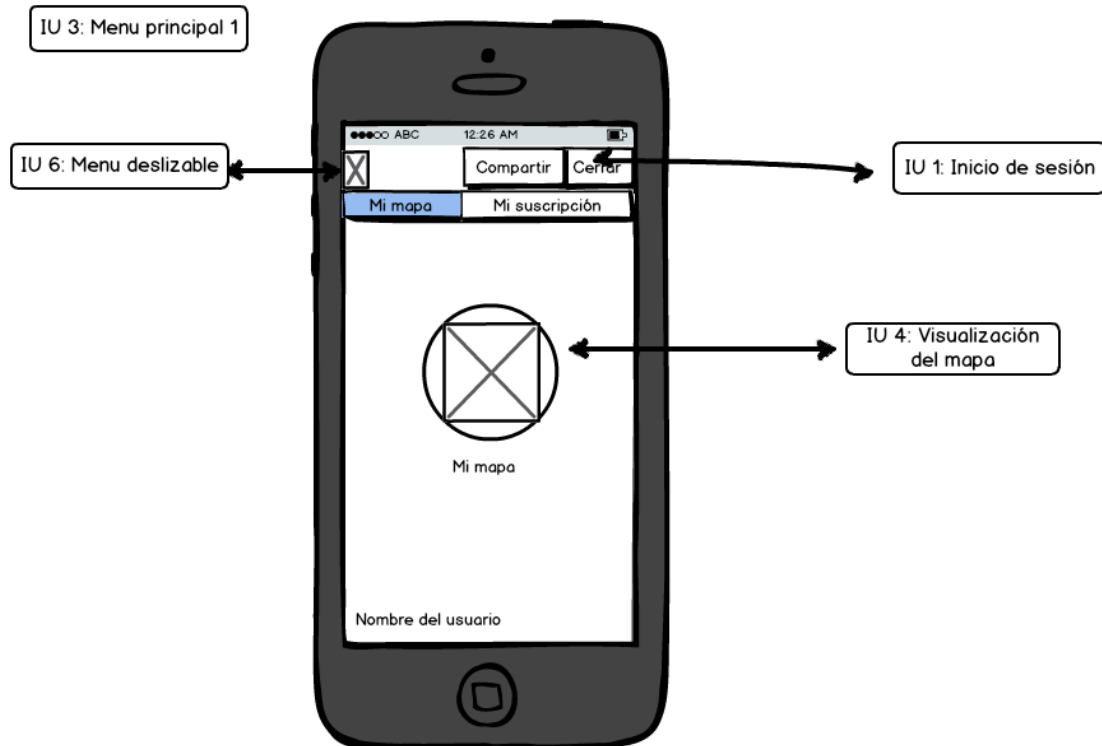 IU 3: Menu principal 1
ABC 12:26 AM
IU 6: Menu deslizable
Compartir
Cerrar
IU 1: Inicio de sesión
Mi mapa
Mi suscripción
IU 4: Visualización
del mapa
Mi mapa
Nombre del usuario